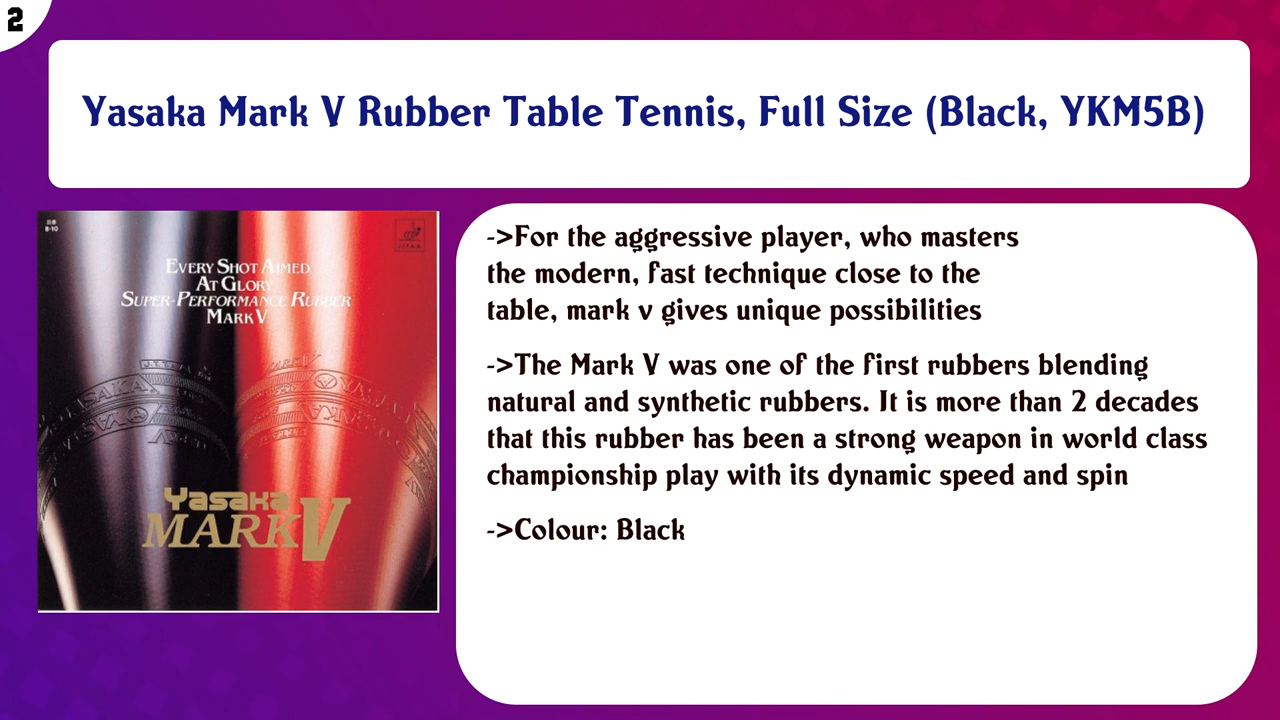 2
Yasaka Mark V Rubber Table Tennis, Full Size (Black, YKM5B)
B-10
J.T.A.A.
EVERY SHOT AIMED
AT GLORY
SUPER-PERFORMANCE RUBBER
MARK V
YASAKA
Yasaka
MARK V
->For the aggressive player, who masters
the modern, fast technique close to the
table, mark v gives unique possibilities
->The Mark V was one of the first rubbers blending
natural and synthetic rubbers. It is more than 2 decades
that this rubber has been a strong weapon in world class
championship play with its dynamic speed and spin
->Colour: Black